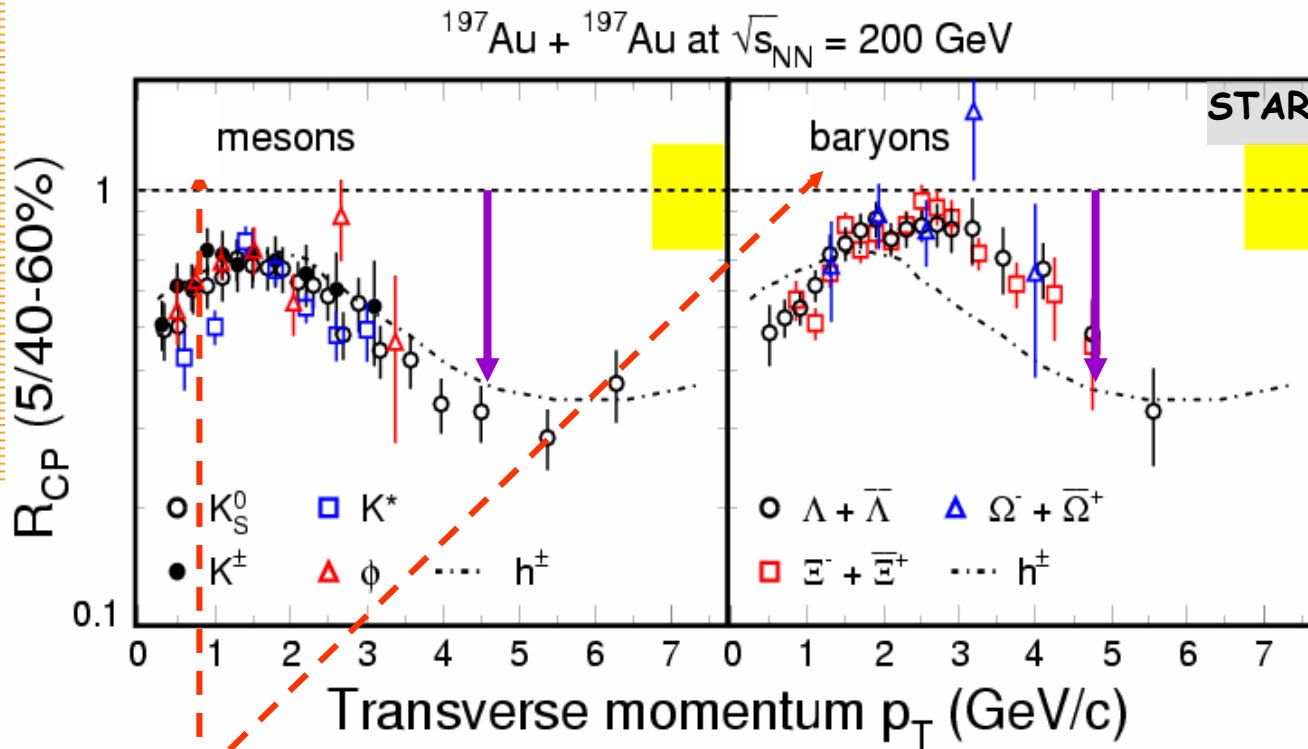 ¹⁹⁷Au + ¹⁹⁷Au at √s_NN = 200 GeV
STAR
mesons
baryons
R_CP (5/40-60%)
1
0.1
K⁰_S
K*
K^±
ϕ
h^±
Λ + Λ̅
Ω⁻ + Ω̅⁺
Ξ⁻ + Ξ̅⁺
h^±
0 1 2 3 4 5 6 7 0 1 2 3 4 5 6 7
Transverse momentum p_T (GeV/c)